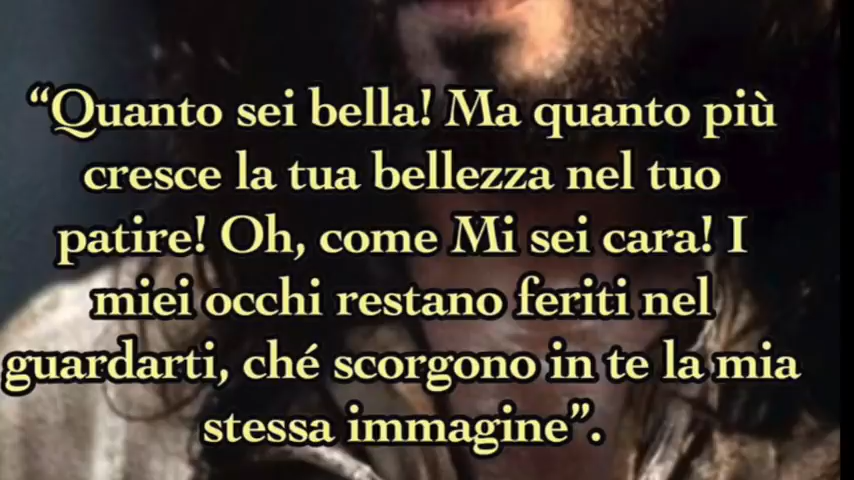 “Quanto sei bella! Ma quanto più
cresce la tua bellezza nel tuo
patire! Oh, come Mi sei cara! I
miei occhi restano feriti nel
guardarti, ché scorgono in te la mia
stessa immagine”.